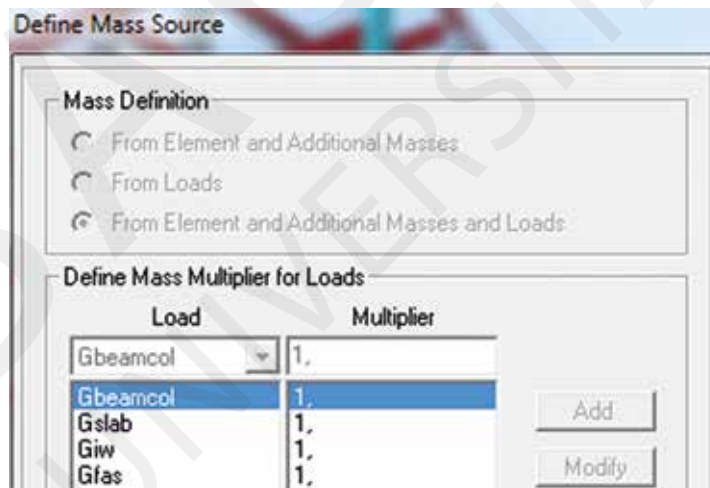 Define Mass Source
Mass Definition
From Element and Additional Masses
From Loads
From Element and Additional Masses and Loads
Define Mass Multiplier for Loads
Load Multiplier
Gbeamcol 1,
Gbeamcol 1,
Gslab 1,
Giw 1,
Gfas 1,
Add
Modify